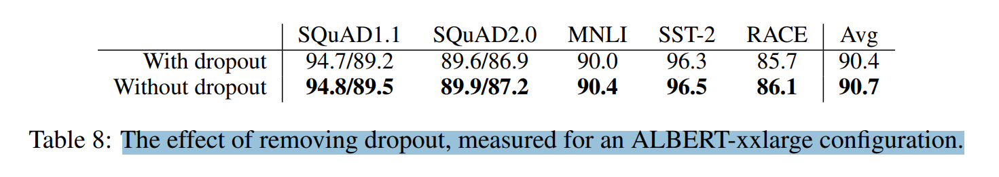 SQuAD1.1 SQuAD2.0 MNLI SST-2 RACE Avg
With dropout 94.7/89.2 89.6/86.9 90.0 96.3 85.7 90.4
Without dropout 94.8/89.5 89.9/87.2 90.4 96.5 86.1 90.7
Table 8: The effect of removing dropout, measured for an ALBERT-xxlarge configuration.